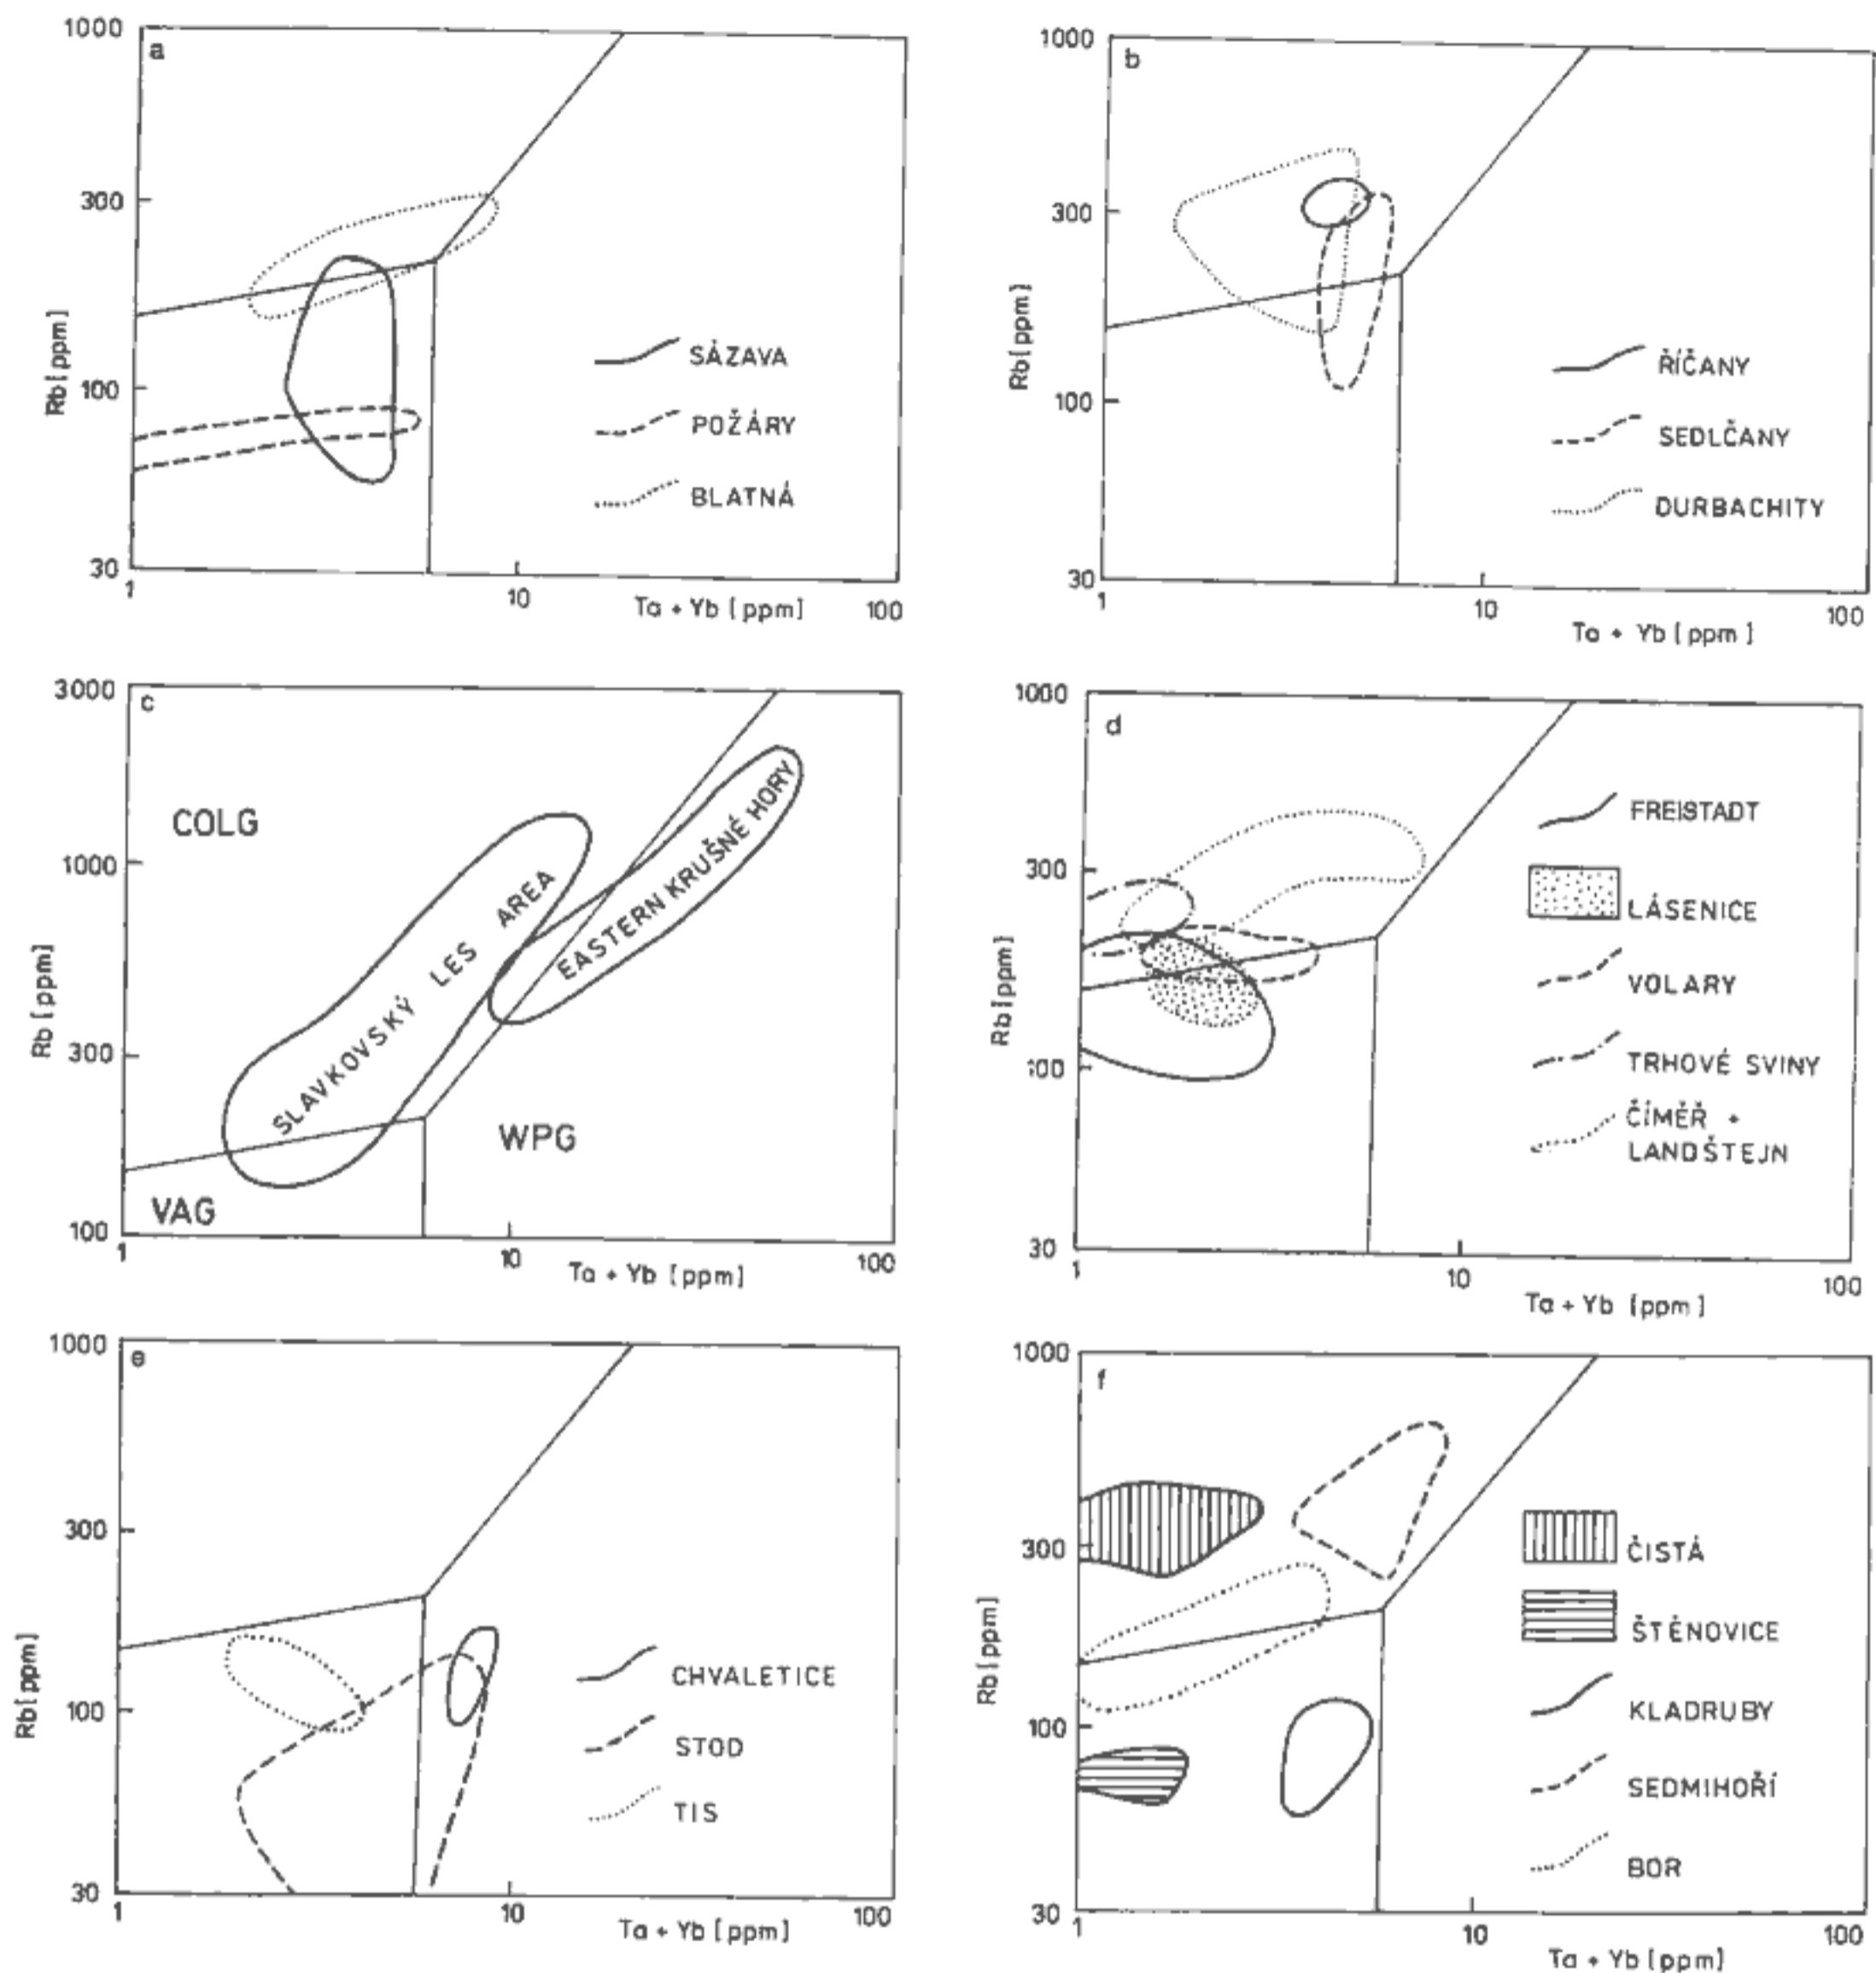 a
1000
300
100
30
Rb [ppm]
1
10
100
Ta + Yb [ppm]
SÁZAVA
POŽÁRY
BLATNÁ
b
1000
300
100
30
Rb [ppm]
1
10
100
Ta + Yb [ppm]
ŘÍČANY
SEDLČANY
DURBACHITY
c
3000
1000
300
100
Rb [ppm]
1
10
100
Ta + Yb [ppm]
COLG
VAG
WPG
SLAVKOVSKÝ LES AREA
EASTERN KRUŠNÉ HORY
d
1000
300
100
30
Rb [ppm]
1
10
100
Ta + Yb [ppm]
FREISTADT
LÁSENICE
VOLARY
TRHOVÉ SVINY
ČÍMĚŘ +
LANDŠTEJN
e
1000
300
100
30
Rb [ppm]
1
10
100
Ta + Yb [ppm]
CHVALETICE
STOD
TIS
f
1000
300
100
30
Rb [ppm]
1
10
100
Ta + Yb [ppm]
ČISTÁ
ŠTĚNOVICE
KLADRUBY
SEDMIHOŘÍ
BOR